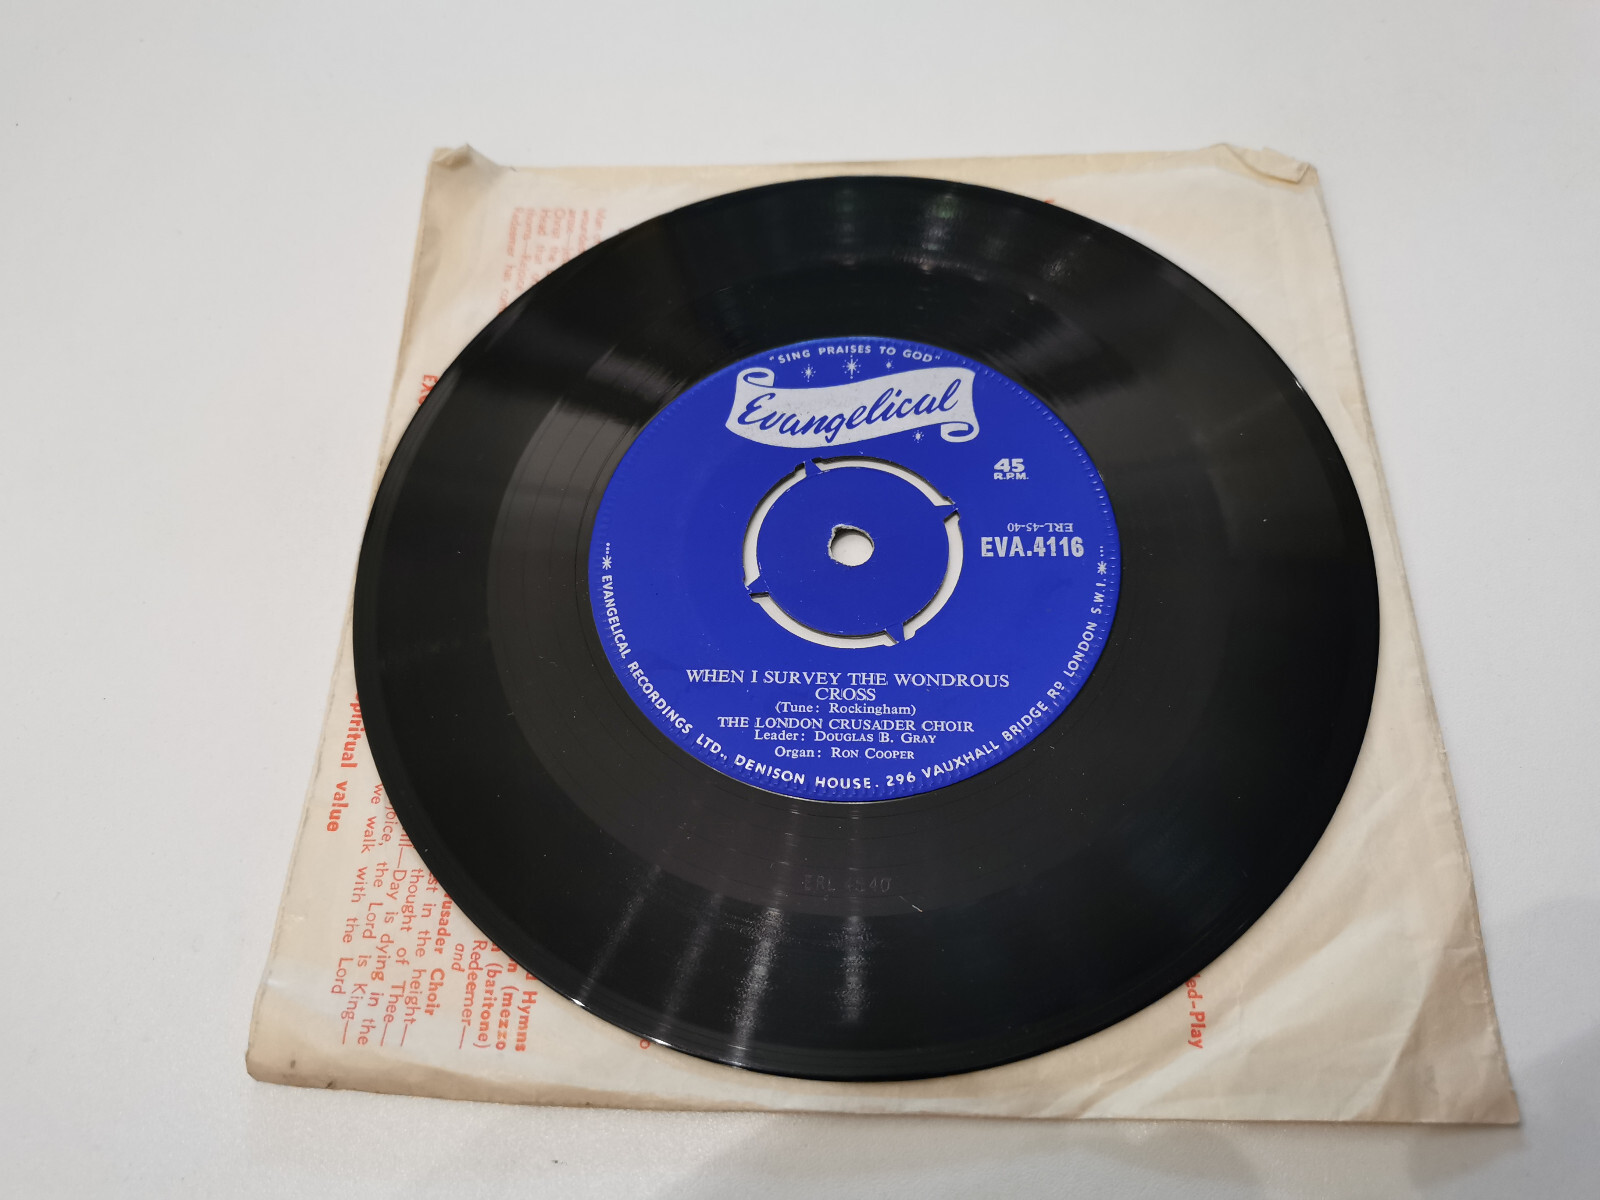 "SING PRAISES TO GOD"
Evangelical
45
R.P.M.
ERL-45-40
EVA.4116
WHEN I SURVEY THE WONDROUS
CROSS
(Tune: Rockingham)
THE LONDON CRUSADER CHOIR
Leader: DOUGLAS B. GRAY
Organ: RON COOPER
...* EVANGELICAL RECORDINGS LTD., DENISON HOUSE. 296 VAUXHALL BRIDGE RD LONDON S.W.1. *...
spiritual value
we walk with the Lord
rejoice, the Lord is King—
—Day is dying in the
thought of Thee—
in the height—
Crusader Choir
and
Redeemer—
(baritone)
(mezzo
Hymns
ed-Play